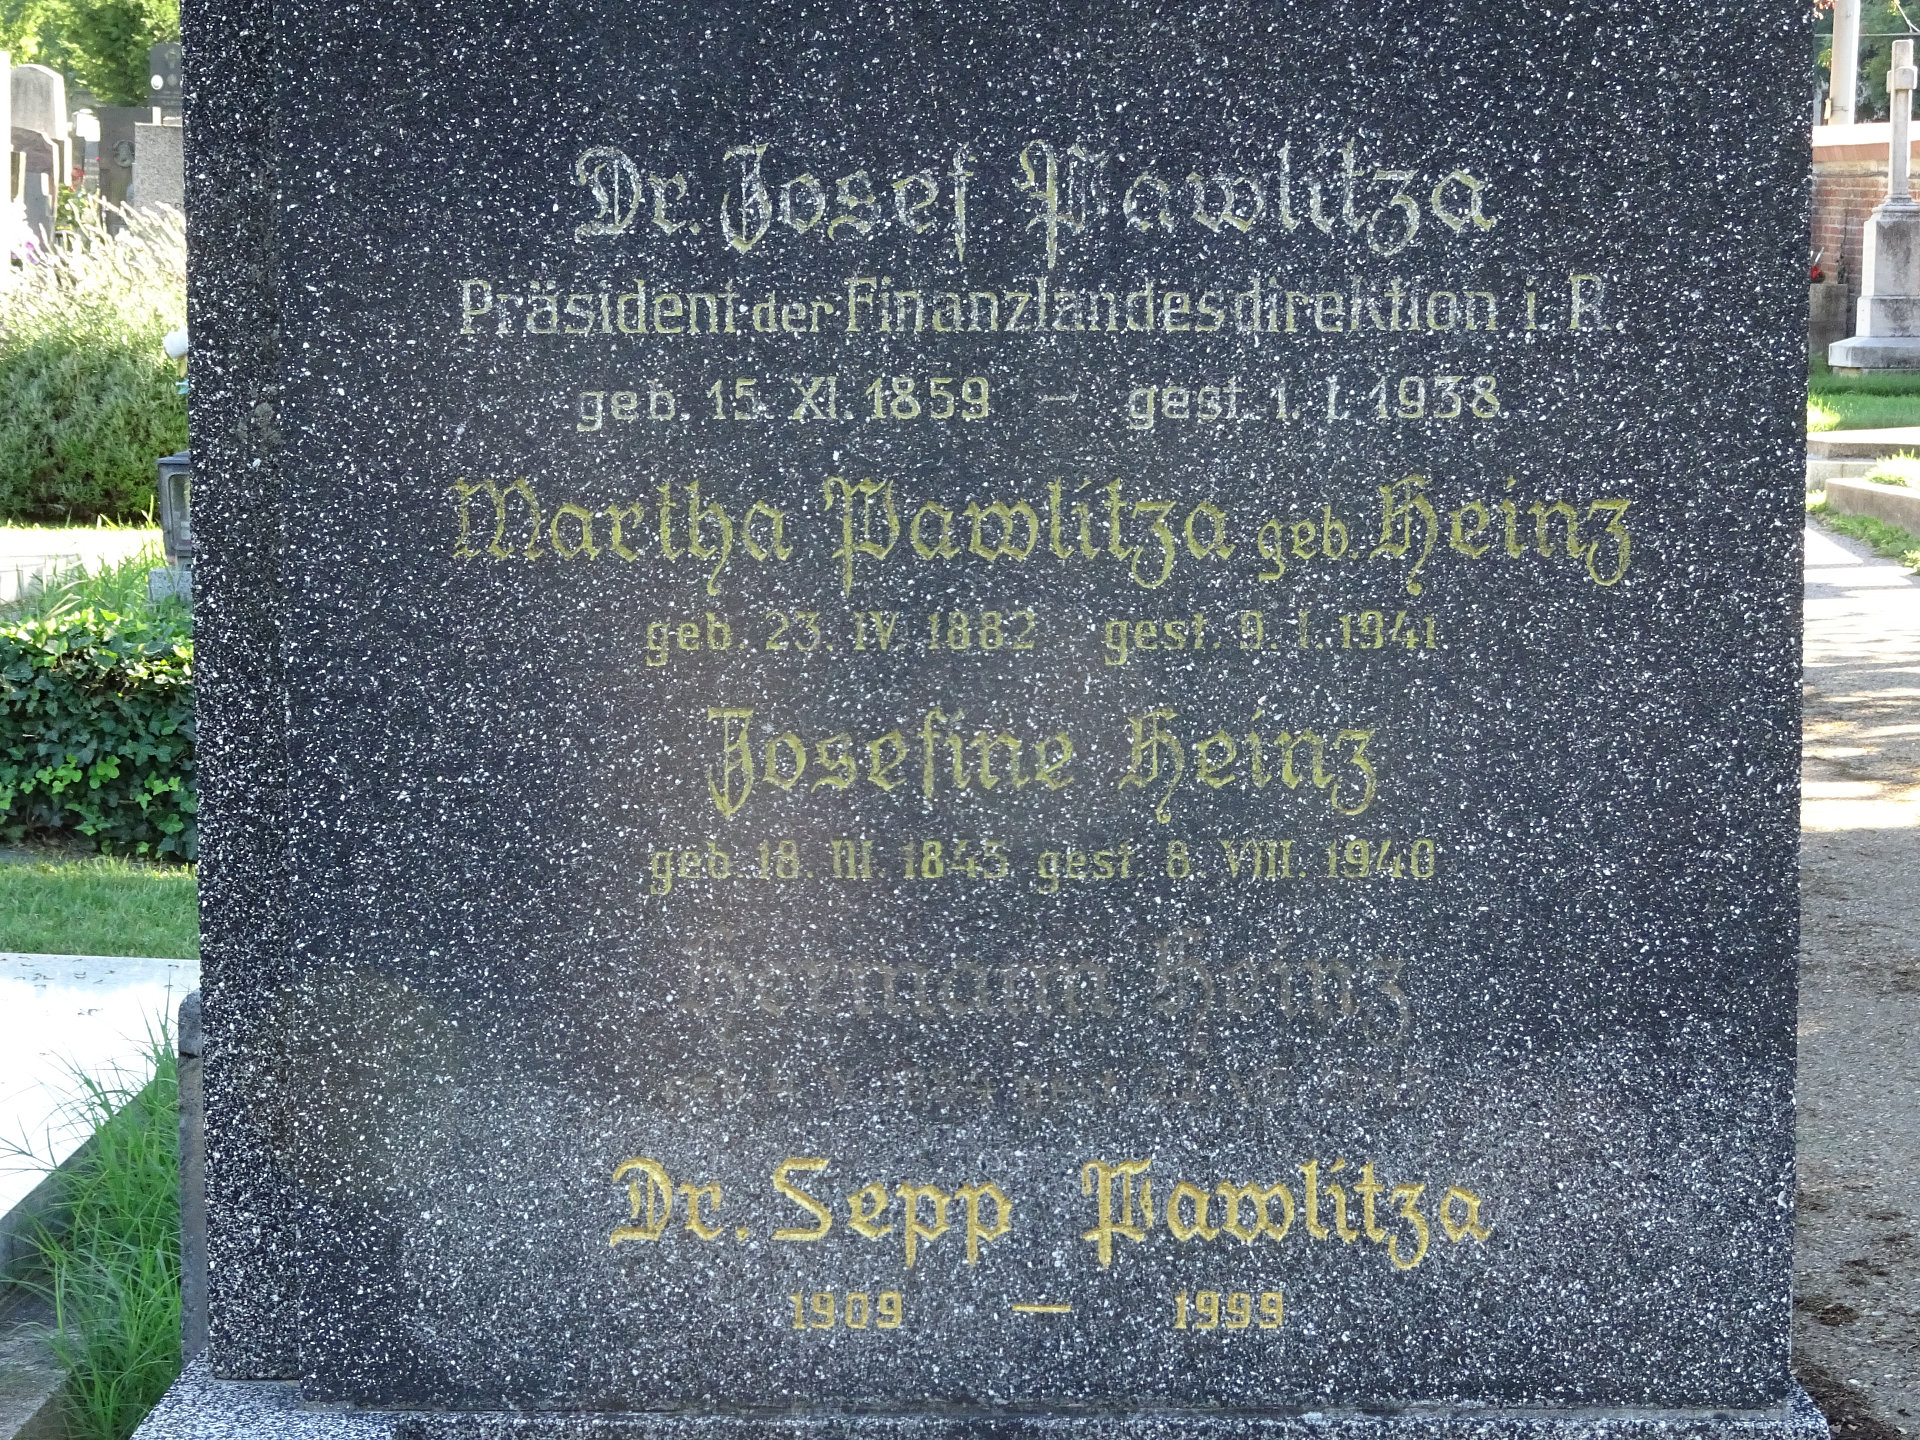 Dr. Josef Pawlitza
Präsident der Finanzlandesdirektion i. R.
geb. 15. XI. 1859 — gest. 1. I. 1938
Martha Pawlitza geb. Heinz
geb. 23. IV. 1882 gest. 9. I. 1941
Josefine Heinz
geb. 18. III. 1843 gest. 8. VIII. 1940
Hermann Heinz
Dr. Sepp Pawlitza
1909 — 1999